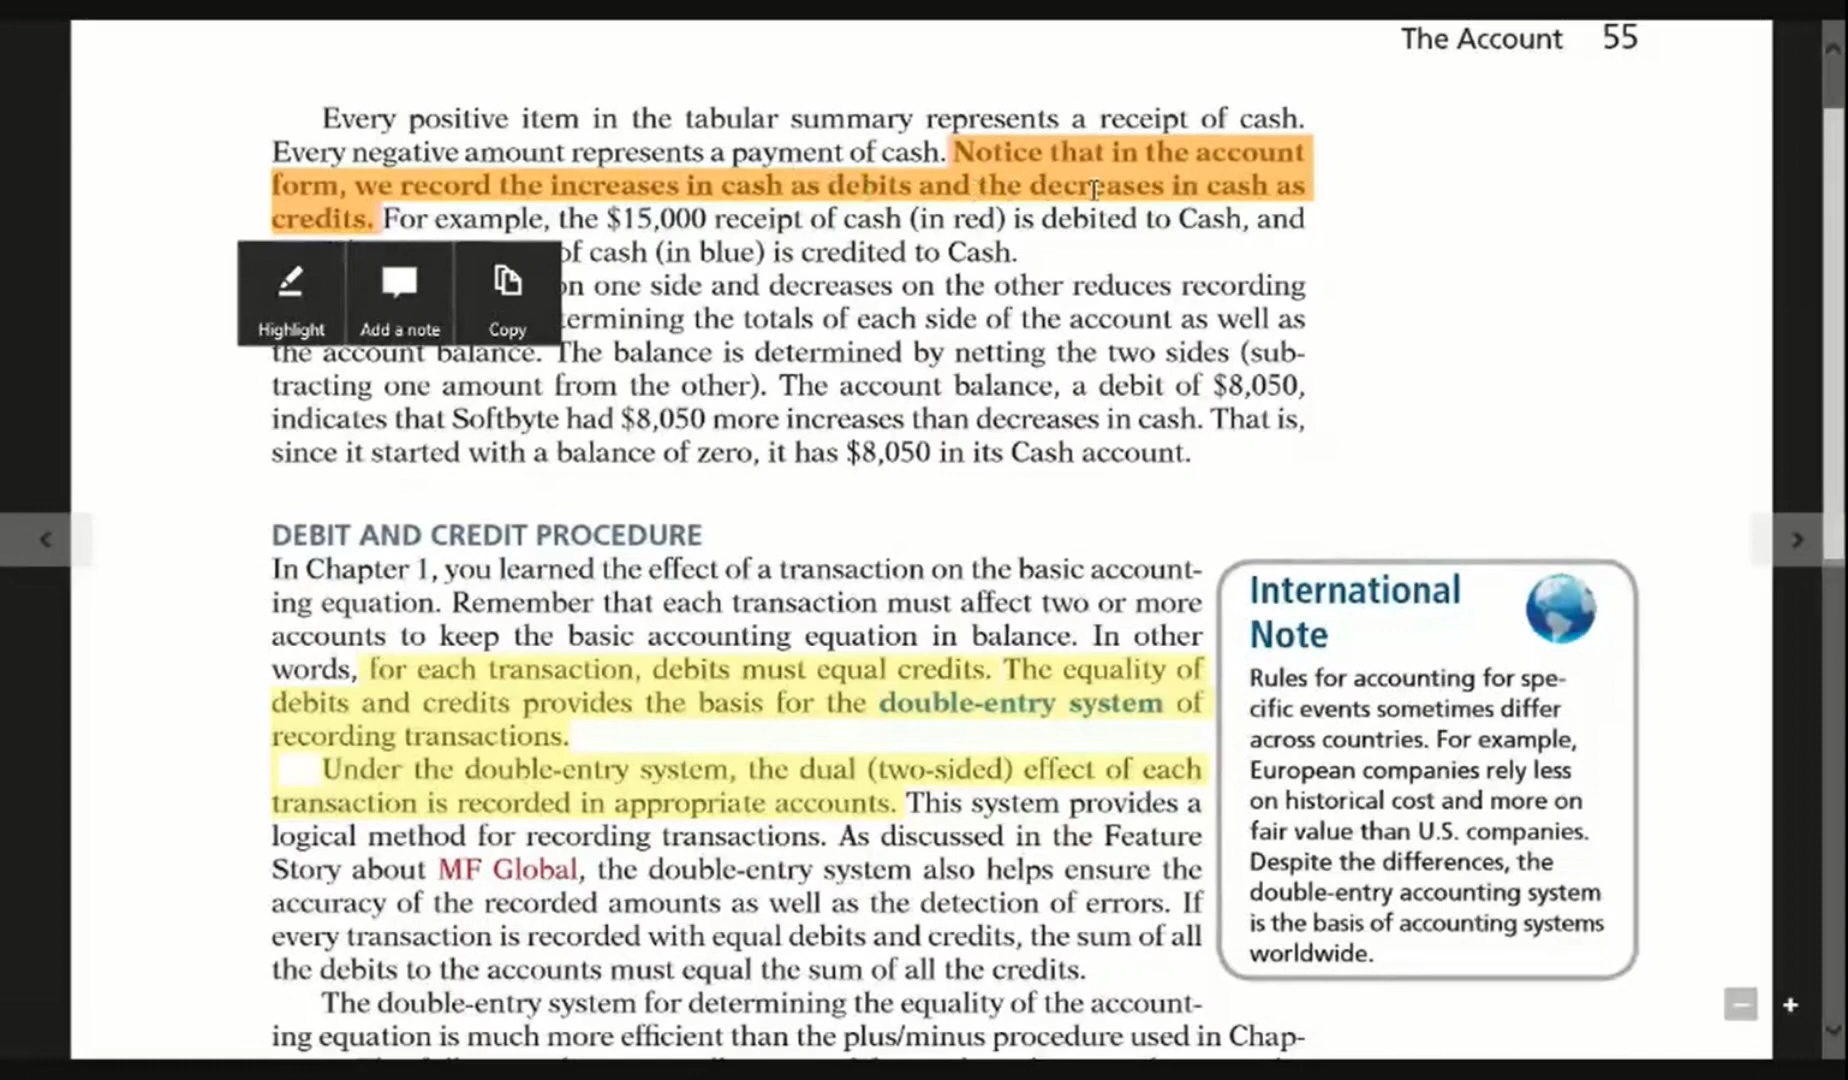 The Account 55
Every positive item in the tabular summary represents a receipt of cash.
Every negative amount represents a payment of cash. Notice that in the account
form, we record the increases in cash as debits and the decreases in cash as
credits. For example, the $15,000 receipt of cash (in red) is debited to Cash, and
of cash (in blue) is credited to Cash.
on one side and decreases on the other reduces recording
Highlight Add a note Copy
termining the totals of each side of the account as well as
the account balance. The balance is determined by netting the two sides (sub-
tracting one amount from the other). The account balance, a debit of $8,050,
indicates that Softbyte had $8,050 more increases than decreases in cash. That is,
since it started with a balance of zero, it has $8,050 in its Cash account.
DEBIT AND CREDIT PROCEDURE
In Chapter 1, you learned the effect of a transaction on the basic account-
ing equation. Remember that each transaction must affect two or more
accounts to keep the basic accounting equation in balance. In other
words, for each transaction, debits must equal credits. The equality of
debits and credits provides the basis for the double-entry system of
recording transactions.
Under the double-entry system, the dual (two-sided) effect of each
transaction is recorded in appropriate accounts. This system provides a
logical method for recording transactions. As discussed in the Feature
Story about MF Global, the double-entry system also helps ensure the
accuracy of the recorded amounts as well as the detection of errors. If
every transaction is recorded with equal debits and credits, the sum of all
the debits to the accounts must equal the sum of all the credits.
The double-entry system for determining the equality of the account-
ing equation is much more efficient than the plus/minus procedure used in Chap-
International
Note
Rules for accounting for spe-
cific events sometimes differ
across countries. For example,
European companies rely less
on historical cost and more on
fair value than U.S. companies.
Despite the differences, the
double-entry accounting system
is the basis of accounting systems
worldwide.